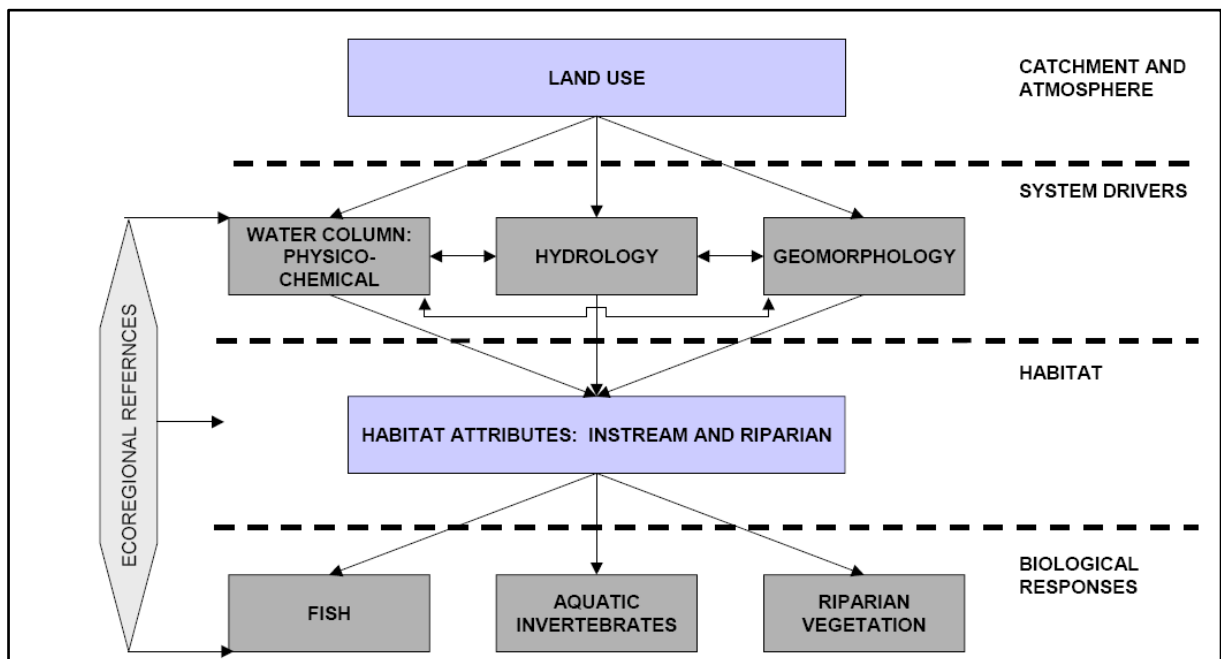 LAND USE
CATCHMENT AND
ATMOSPHERE
SYSTEM DRIVERS
WATER COLUMN:
PHYSICO-
CHEMICAL
HYDROLOGY
GEOMORPHOLOGY
ECOREGIONAL REFERNCES
HABITAT
HABITAT ATTRIBUTES: INSTREAM AND RIPARIAN
BIOLOGICAL
RESPONSES
FISH
AQUATIC
INVERTEBRATES
RIPARIAN
VEGETATION